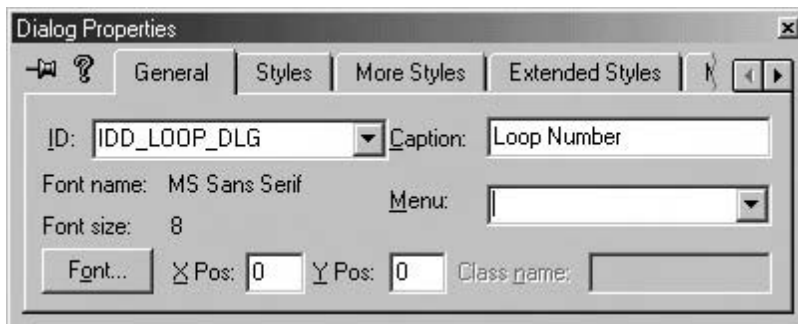 Dialog Properties
General Styles More Styles Extended Styles
ID: IDD_LOOP_DLG Caption: Loop Number
Font name: MS Sans Serif
Menu:
Font size: 8
Font... X Pos: 0 Y Pos: 0 Class name: